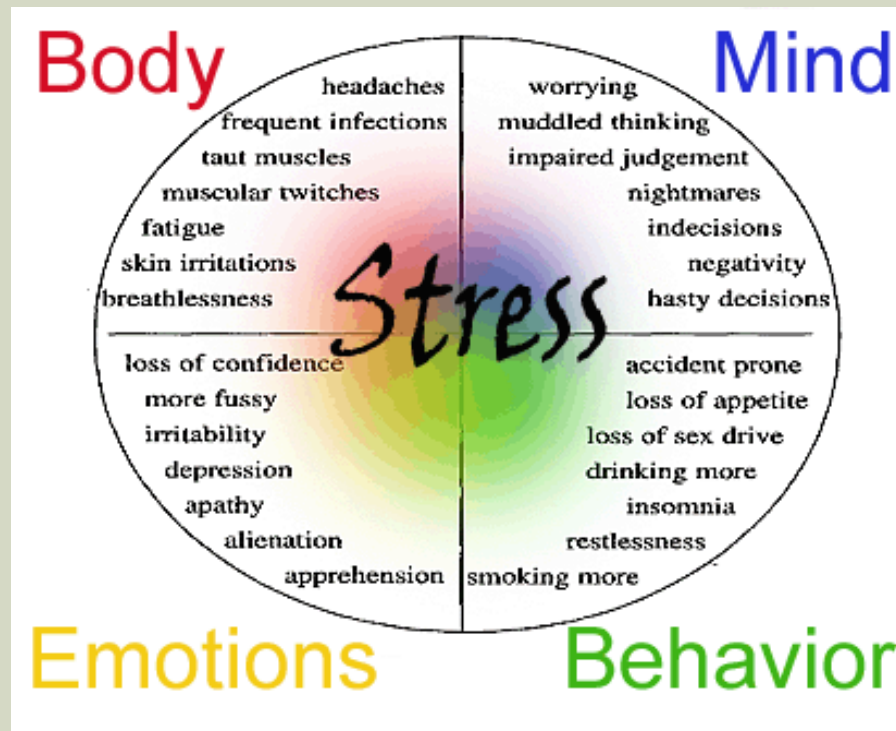 Body
headaches
frequent infections
taut muscles
muscular twitches
fatigue
skin irritations
breathlessness
Mind
worrying
muddled thinking
impaired judgement
nightmares
indecisions
negativity
hasty decisions
Stress
loss of confidence
more fussy
irritability
depression
apathy
alienation
apprehension
Emotions
accident prone
loss of appetite
loss of sex drive
drinking more
insomnia
restlessness
smoking more
Behavior